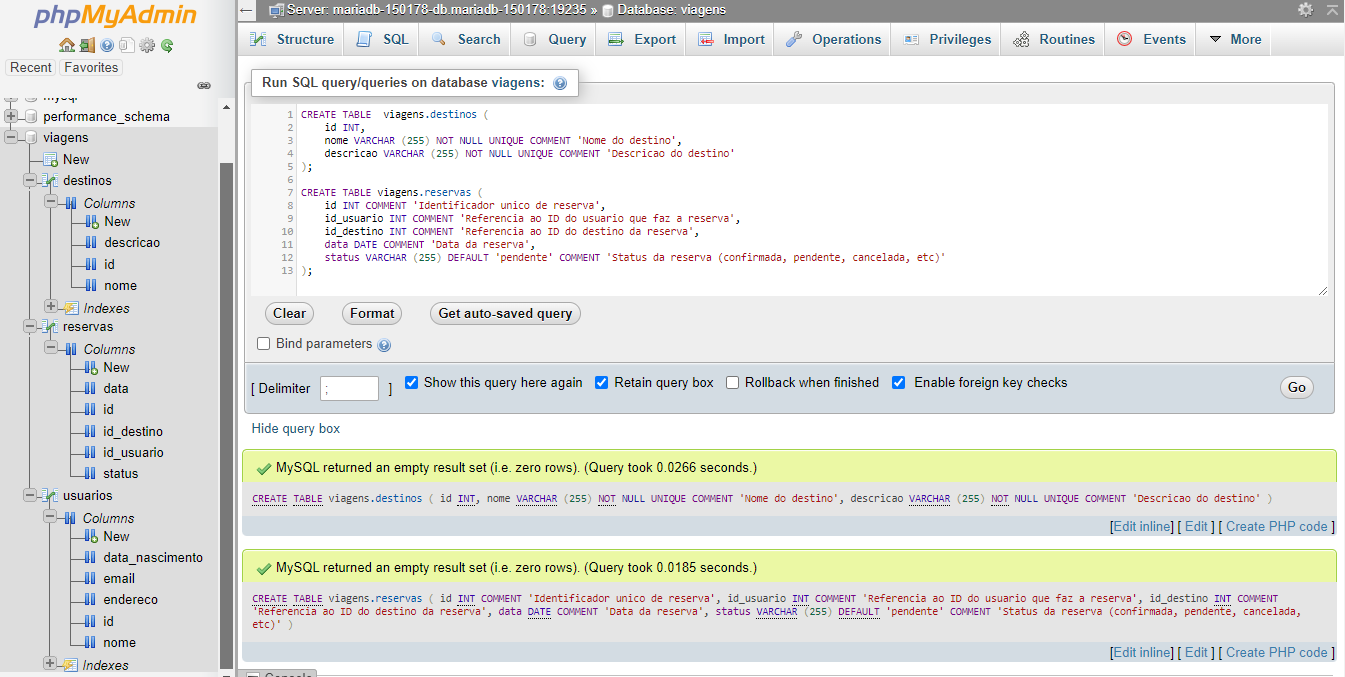 phpMyAdmin
Recent Favorites
mysql
performance_schema
viagens
New
destinos
Columns
New
descricao
id
nome
Indexes
reservas
Columns
New
data
id
id_destino
id_usuario
status
usuarios
Columns
New
data_nascimento
email
endereco
id
nome
Indexes
Server: mariadb-150178-db.mariadb-150178:19235 » Database: viagens
Structure SQL Search Query Export Import Operations Privileges Routines Events More
Run SQL query/queries on database viagens:
1 CREATE TABLE  viagens.destinos (
2     id INT,
3     nome VARCHAR (255) NOT NULL UNIQUE COMMENT 'Nome do destino',
4     descricao VARCHAR (255) NOT NULL UNIQUE COMMENT 'Descricao do destino'
5 );
6
7 CREATE TABLE viagens.reservas (
8     id INT COMMENT 'Identificador unico de reserva',
9     id_usuario INT COMMENT 'Referencia ao ID do usuario que faz a reserva',
10     id_destino INT COMMENT 'Referencia ao ID do destino da reserva',
11     data DATE COMMENT 'Data da reserva',
12     status VARCHAR (255) DEFAULT 'pendente' COMMENT 'Status da reserva (confirmada, pendente, cancelada, etc)'
13 );
Clear Format Get auto-saved query
Bind parameters
[ Delimiter ; ] Show this query here again Retain query box Rollback when finished Enable foreign key checks Go
Hide query box
MySQL returned an empty result set (i.e. zero rows). (Query took 0.0266 seconds.)
CREATE TABLE viagens.destinos ( id INT, nome VARCHAR (255) NOT NULL UNIQUE COMMENT 'Nome do destino', descricao VARCHAR (255) NOT NULL UNIQUE COMMENT 'Descricao do destino' )
[Edit inline] [ Edit ] [ Create PHP code ]
MySQL returned an empty result set (i.e. zero rows). (Query took 0.0185 seconds.)
CREATE TABLE viagens.reservas ( id INT COMMENT 'Identificador unico de reserva', id_usuario INT COMMENT 'Referencia ao ID do usuario que faz a reserva', id_destino INT COMMENT
'Referencia ao ID do destino da reserva', data DATE COMMENT 'Data da reserva', status VARCHAR (255) DEFAULT 'pendente' COMMENT 'Status da reserva (confirmada, pendente, cancelada,
etc)' )
[Edit inline] [ Edit ] [ Create PHP code ]
Console